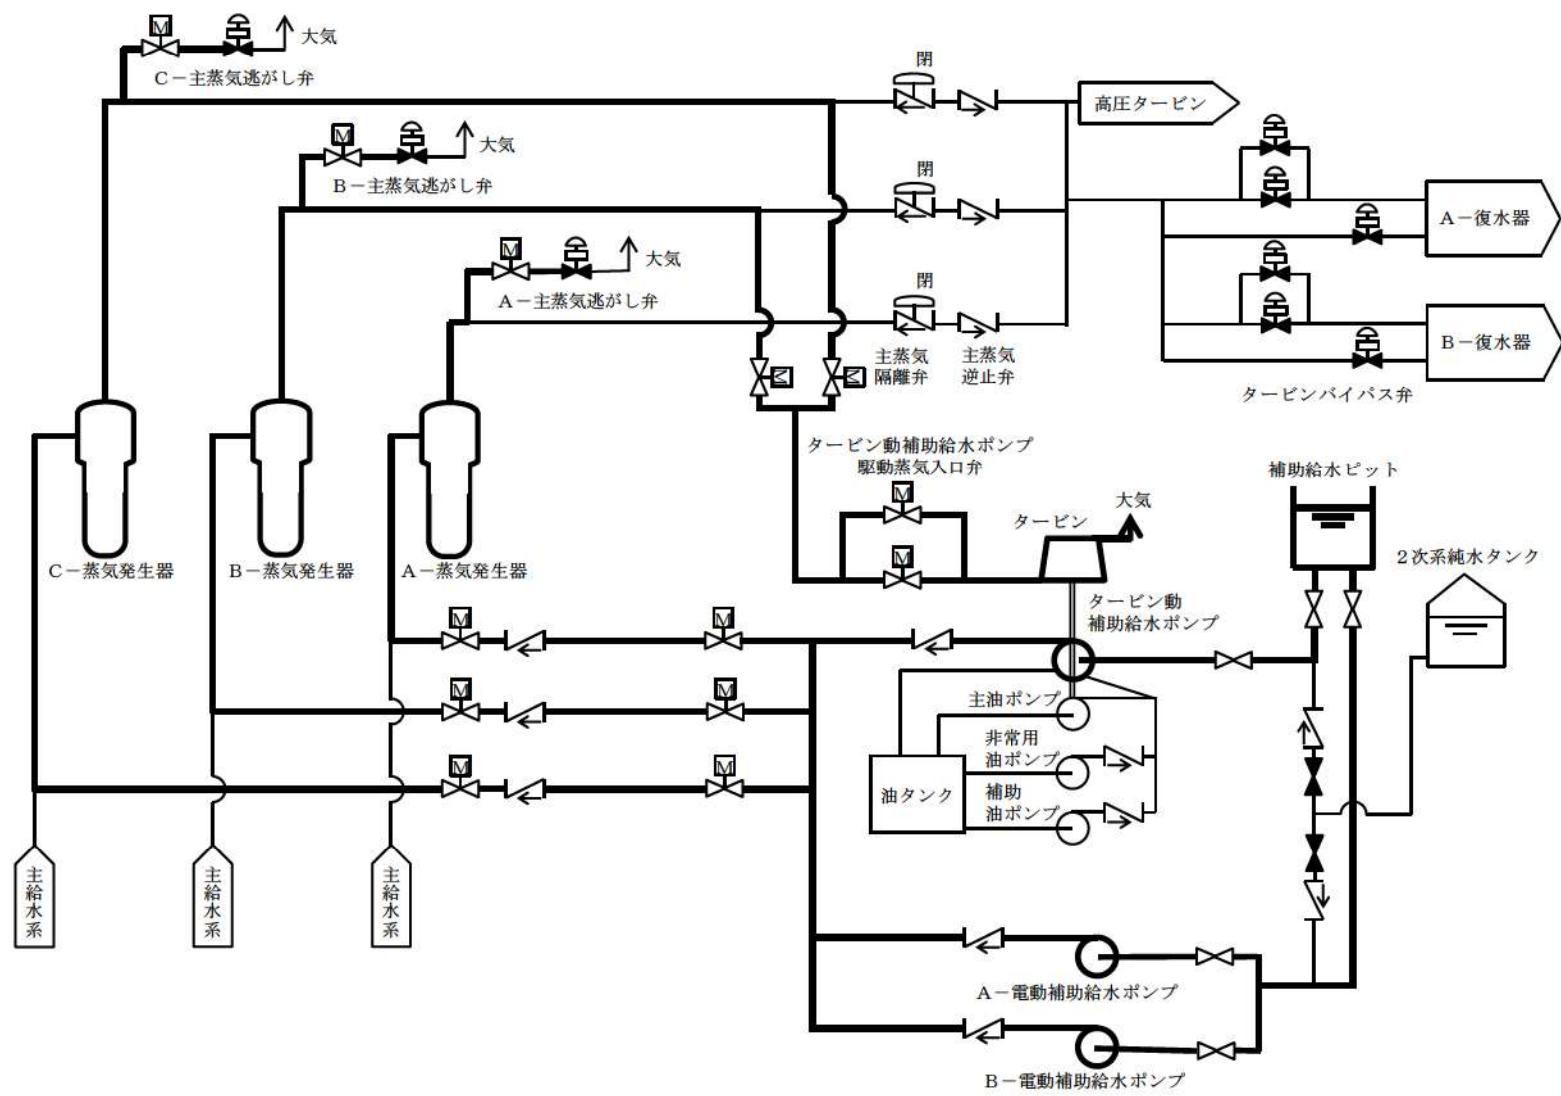 M
大気
C－主蒸気逃がし弁
M
大気
B－主蒸気逃がし弁
M
大気
A－主蒸気逃がし弁
閉
閉
閉
主蒸気
隔離弁
主蒸気
逆止弁
高圧タービン
A－復水器
B－復水器
タービンバイパス弁
M
M
C－蒸気発生器
B－蒸気発生器
A－蒸気発生器
タービン動補助給水ポンプ
駆動蒸気入口弁
M
M
タービン
大気
補助給水ピット
2次系純水タンク
タービン動
補助給水ポンプ
M
M
M
M
M
M
主油ポンプ
非常用
油ポンプ
補助
油ポンプ
油タンク
主給水系
主給水系
主給水系
A－電動補助給水ポンプ
B－電動補助給水ポンプ